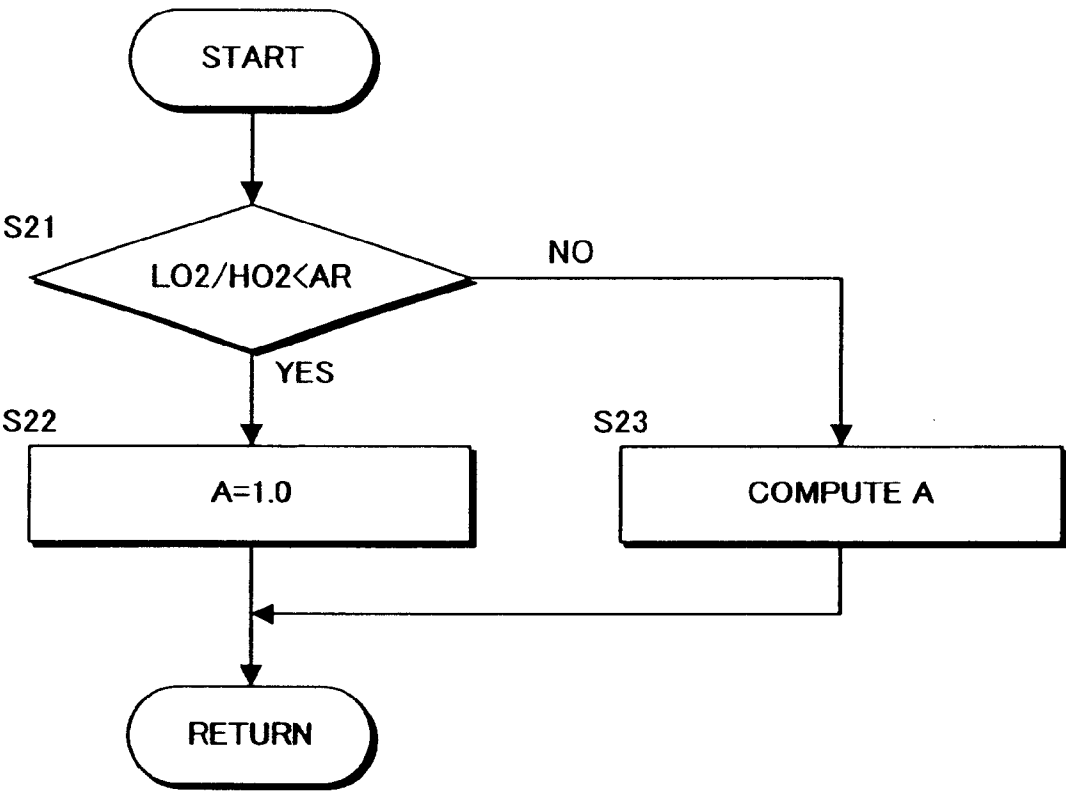 START
S21
LO2/HO2<AR
NO
YES
S22
A=1.0
S23
COMPUTE A
RETURN